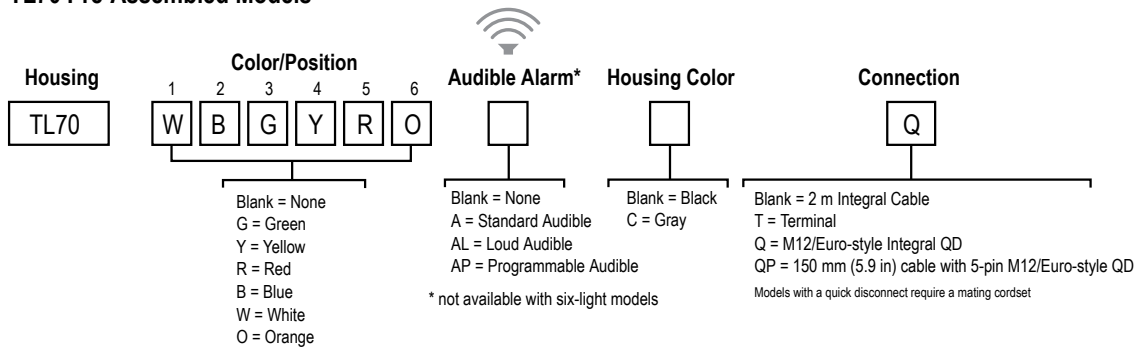 TL70 Pre-Assembled Models
Housing
Color/Position
Audible Alarm*
Housing Color
Connection
1 2 3 4 5 6
TL70
W B G Y R O
Q
Blank = None
G = Green
Y = Yellow
R = Red
B = Blue
W = White
O = Orange
Blank = None
A = Standard Audible
AL = Loud Audible
AP = Programmable Audible
* not available with six-light models
Blank = Black
C = Gray
Blank = 2 m Integral Cable
T = Terminal
Q = M12/Euro-style Integral QD
QP = 150 mm (5.9 in) cable with 5-pin M12/Euro-style QD
Models with a quick disconnect require a mating cordset